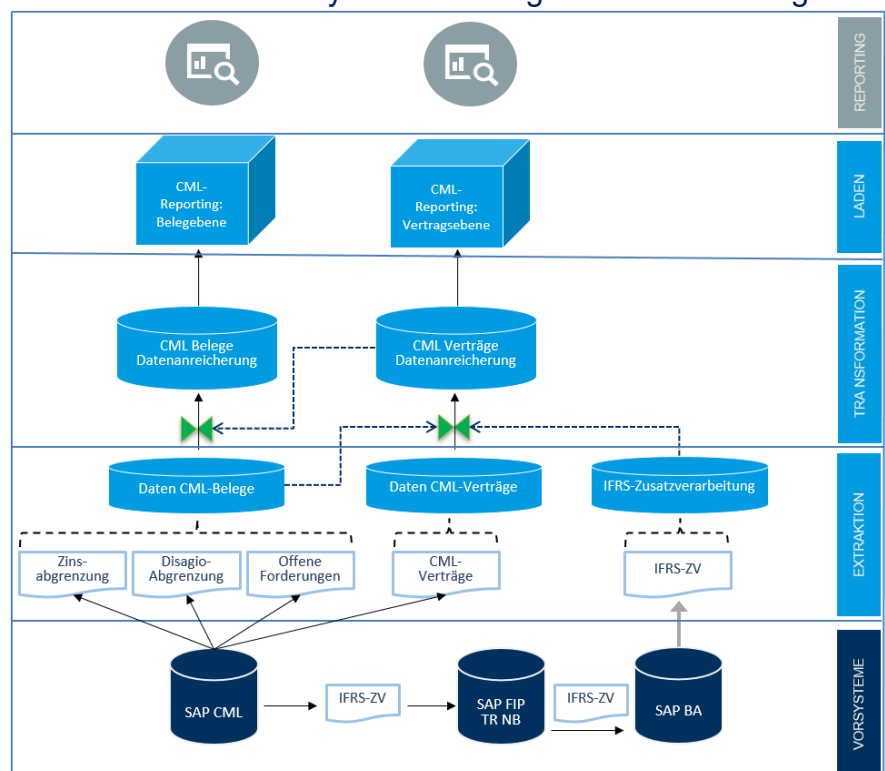 REPORTING
CML-
Reporting:
Belegebene
CML-
Reporting:
Vertragsebene
LADEN
CML Belege
Datenanreicherung
CML Verträge
Datenanreicherung
TRA NSFORMATION
Daten CML-Belege
Daten CML-Verträge
IFRS-Zusatzverarbeitung
Zins-
abgrenzung
Disagio-
Abgrenzung
Offene
Forderungen
CML-
Verträge
IFRS-ZV
EXTRAKTION
SAP CML
IFRS-ZV
SAP FIP
TR NB
IFRS-ZV
SAP BA
VORSYSTEME